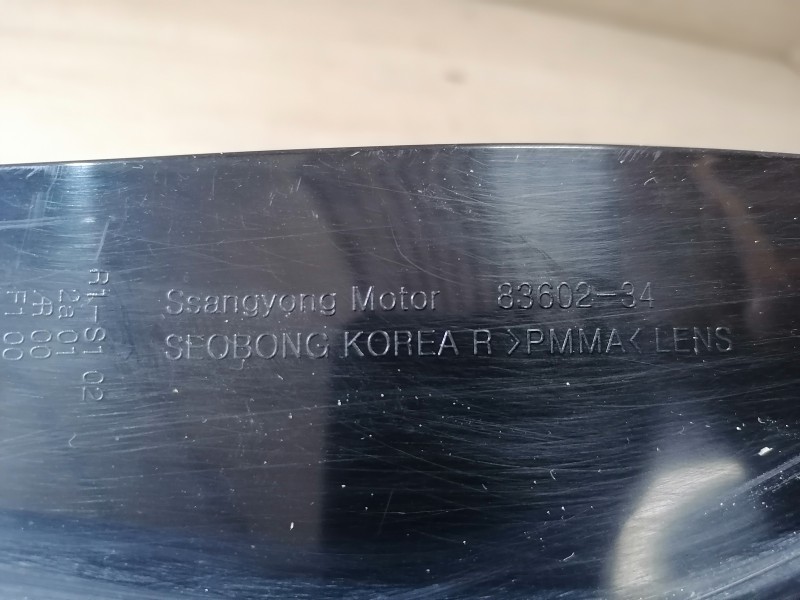 Ssangyong Motor 83602-34
SEOBONG KOREA R >PMMA< LENS
R1-S1 02
2a 01
R 00
F1 00